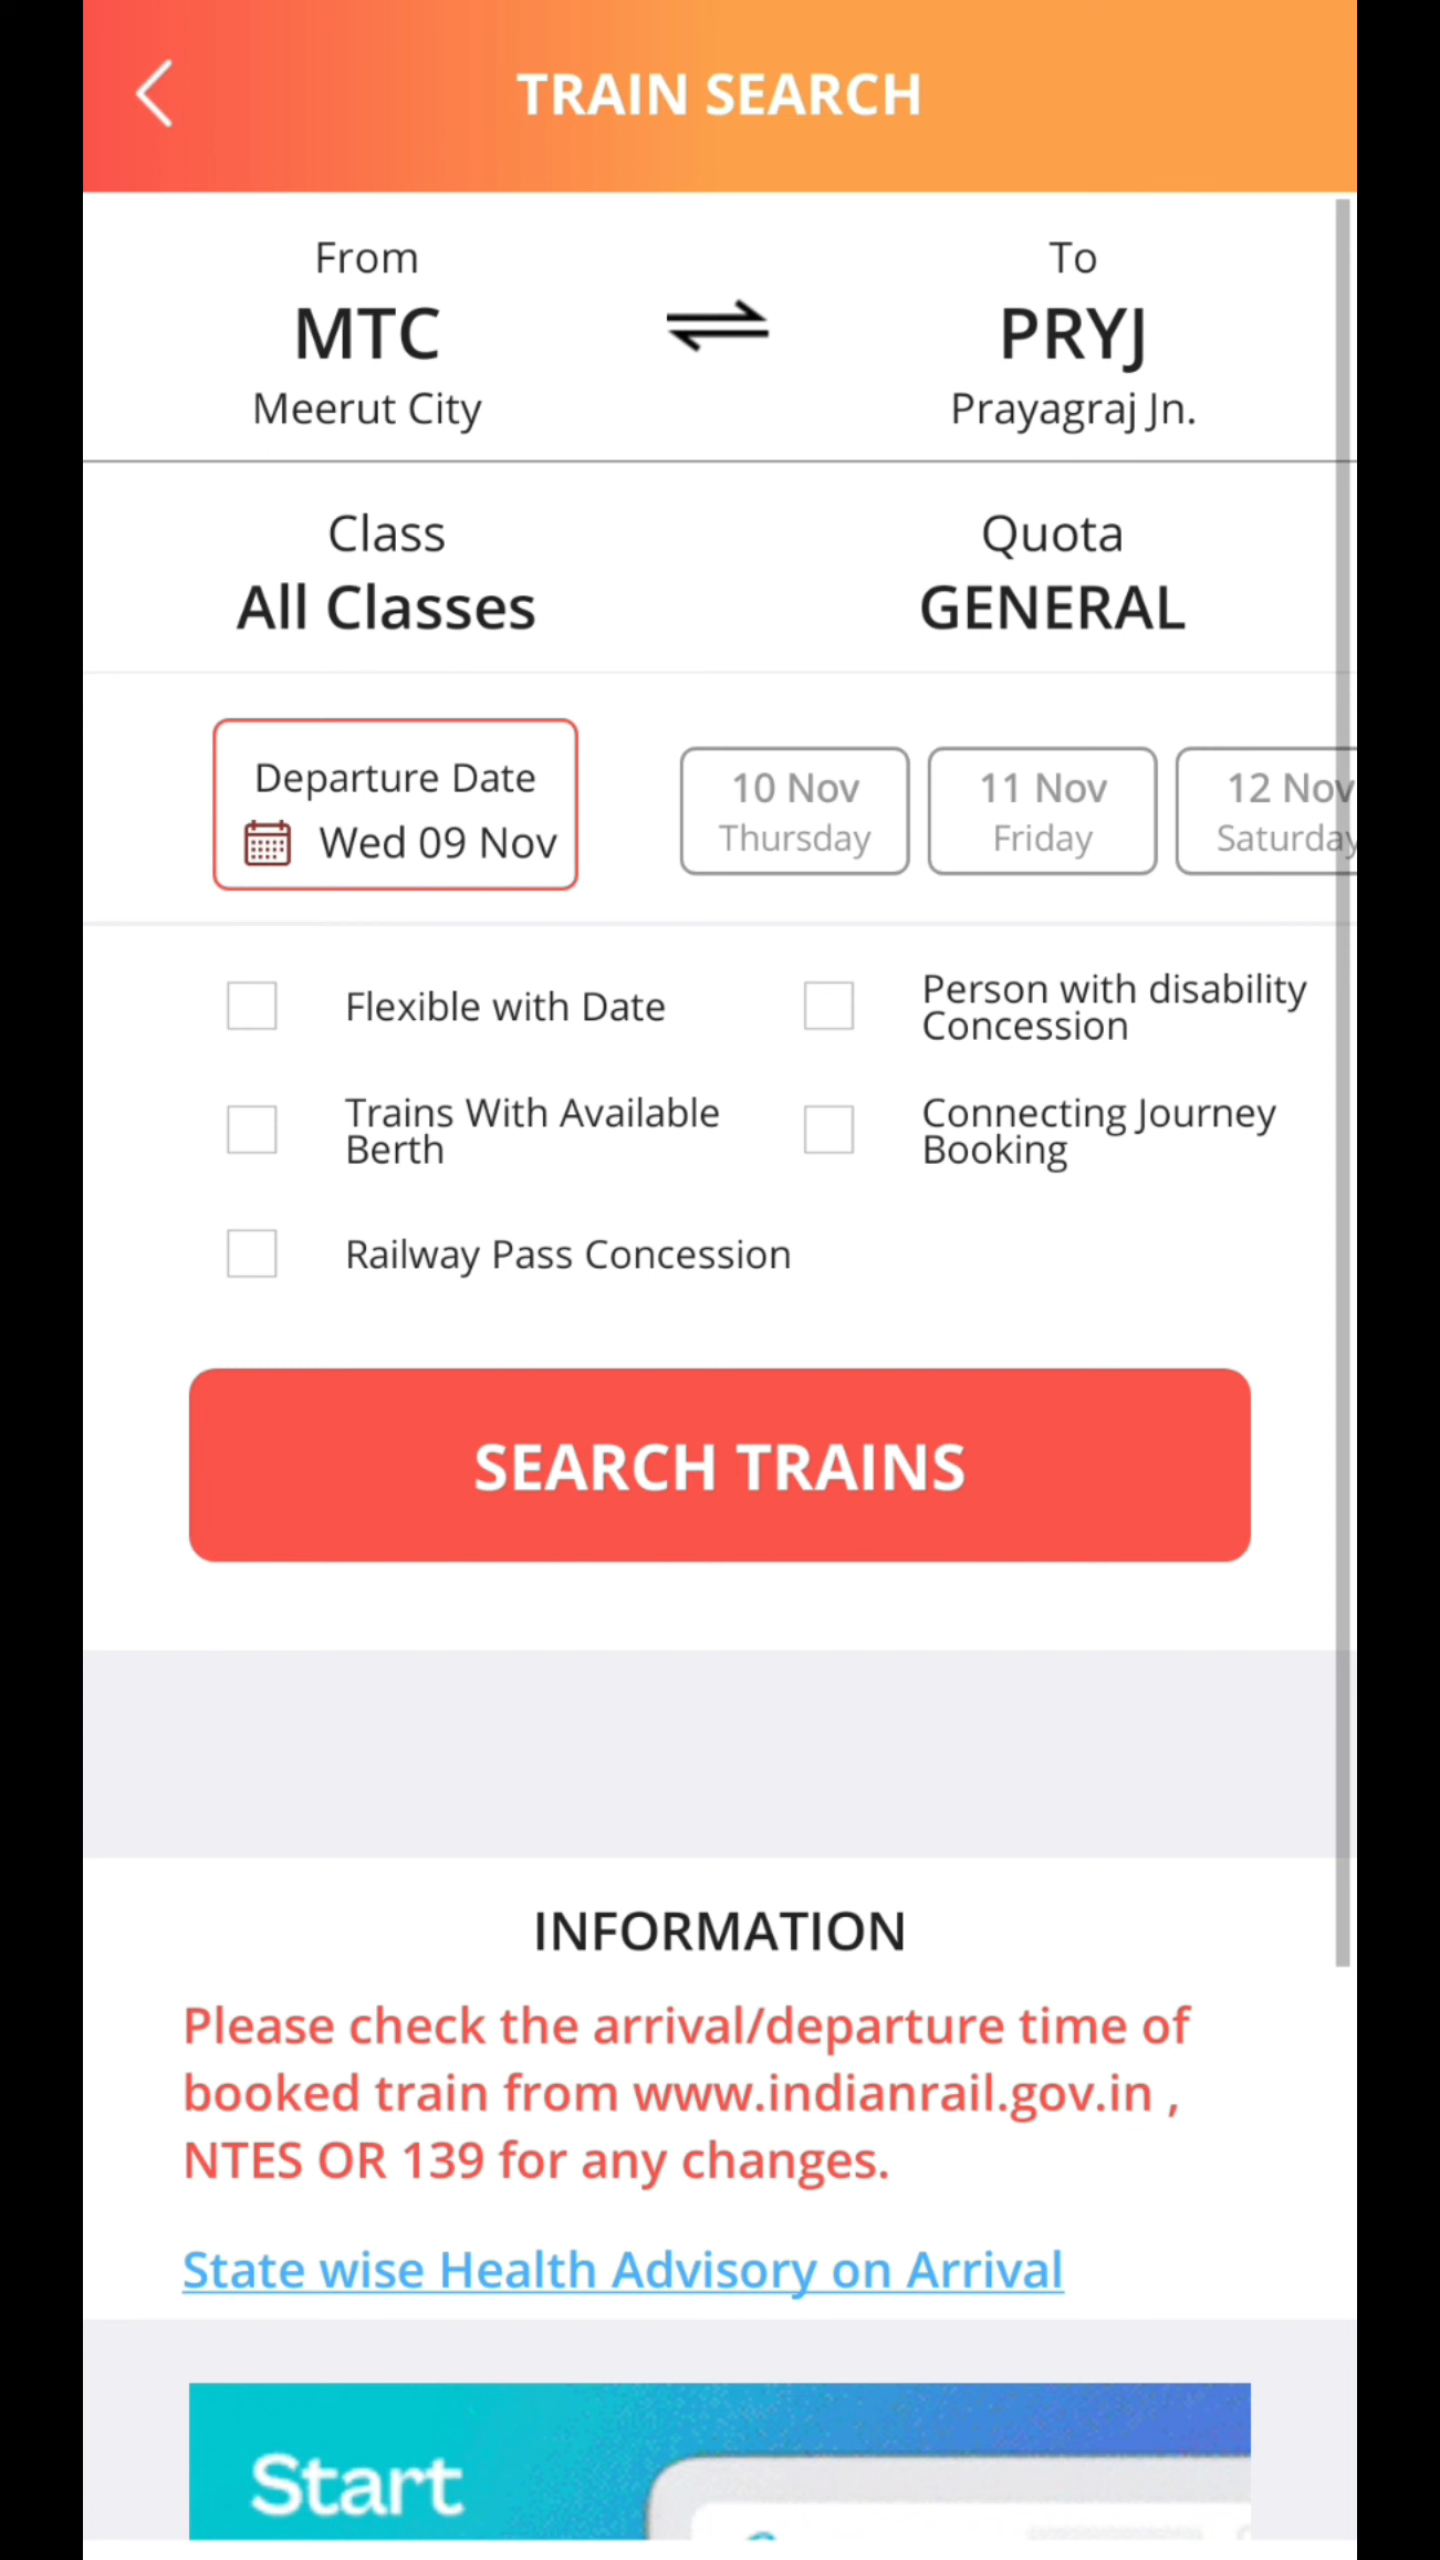 TRAIN SEARCH
From
MTC
Meerut City
To
PRYJ
Prayagraj Jn.
Class
All Classes
Quota
GENERAL
Departure Date
Wed 09 Nov
10 Nov
Thursday
11 Nov
Friday
12 Nov
Saturday
Flexible with Date
Person with disability
Concession
Trains With Available
Berth
Connecting Journey
Booking
Railway Pass Concession
SEARCH TRAINS
INFORMATION
Please check the arrival/departure time of
booked train from www.indianrail.gov.in ,
NTES OR 139 for any changes.
State wise Health Advisory on Arrival
Start